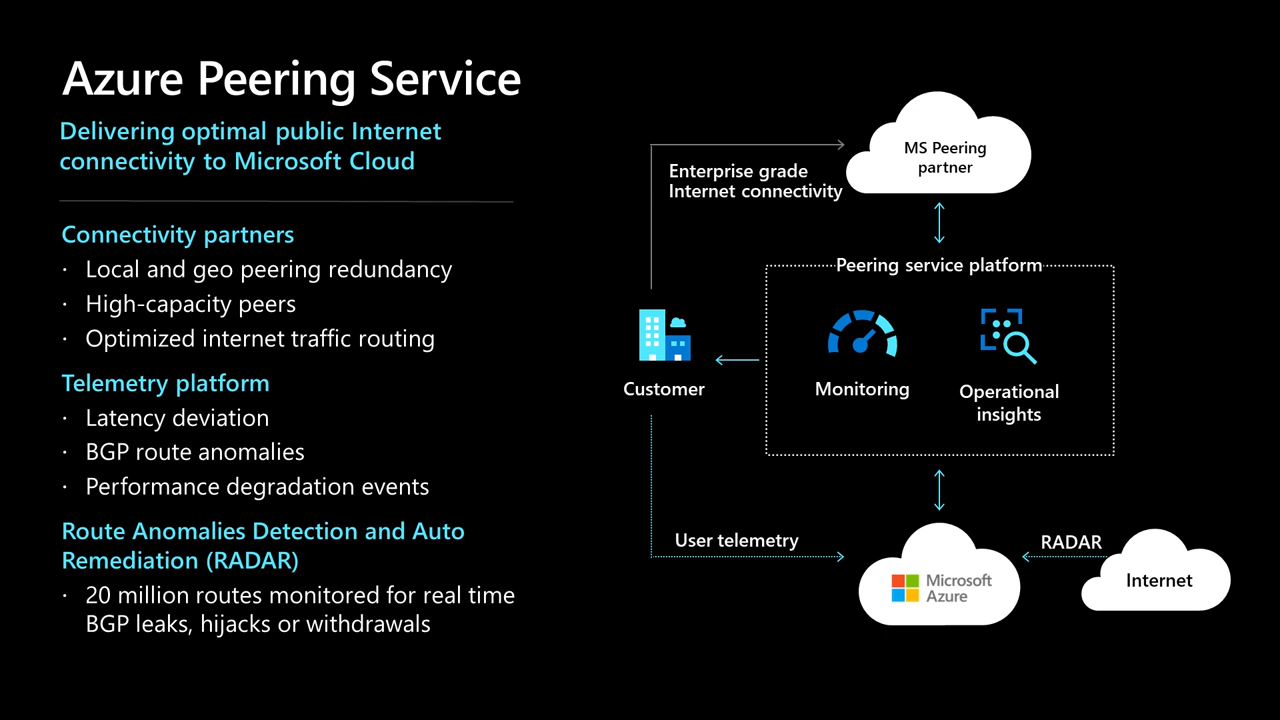 Azure Peering Service
Delivering optimal public Internet
connectivity to Microsoft Cloud
Connectivity partners
· Local and geo peering redundancy
· High-capacity peers
· Optimized internet traffic routing
Telemetry platform
· Latency deviation
· BGP route anomalies
· Performance degradation events
Route Anomalies Detection and Auto
Remediation (RADAR)
· 20 million routes monitored for real time
BGP leaks, hijacks or withdrawals
MS Peering
partner
Enterprise grade
Internet connectivity
Peering service platform
Customer
Monitoring
Operational
insights
User telemetry
Microsoft
Azure
RADAR
Internet